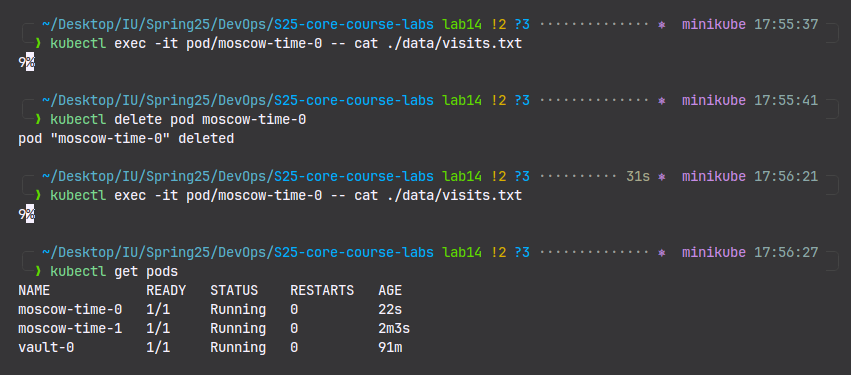 ~/Desktop/IU/Spring25/DevOps/S25-core-course-labs lab14 !2 ?3 ·············· ⎈ minikube 17:55:37
❯ kubectl exec -it pod/moscow-time-0 -- cat ./data/visits.txt
9%
~/Desktop/IU/Spring25/DevOps/S25-core-course-labs lab14 !2 ?3 ·············· ⎈ minikube 17:55:41
❯ kubectl delete pod moscow-time-0
pod "moscow-time-0" deleted
~/Desktop/IU/Spring25/DevOps/S25-core-course-labs lab14 !2 ?3 ·········· 31s ⎈ minikube 17:56:21
❯ kubectl exec -it pod/moscow-time-0 -- cat ./data/visits.txt
9%
~/Desktop/IU/Spring25/DevOps/S25-core-course-labs lab14 !2 ?3 ·············· ⎈ minikube 17:56:27
❯ kubectl get pods
NAME READY STATUS RESTARTS AGE
moscow-time-0 1/1 Running 0 22s
moscow-time-1 1/1 Running 0 2m3s
vault-0 1/1 Running 0 91m